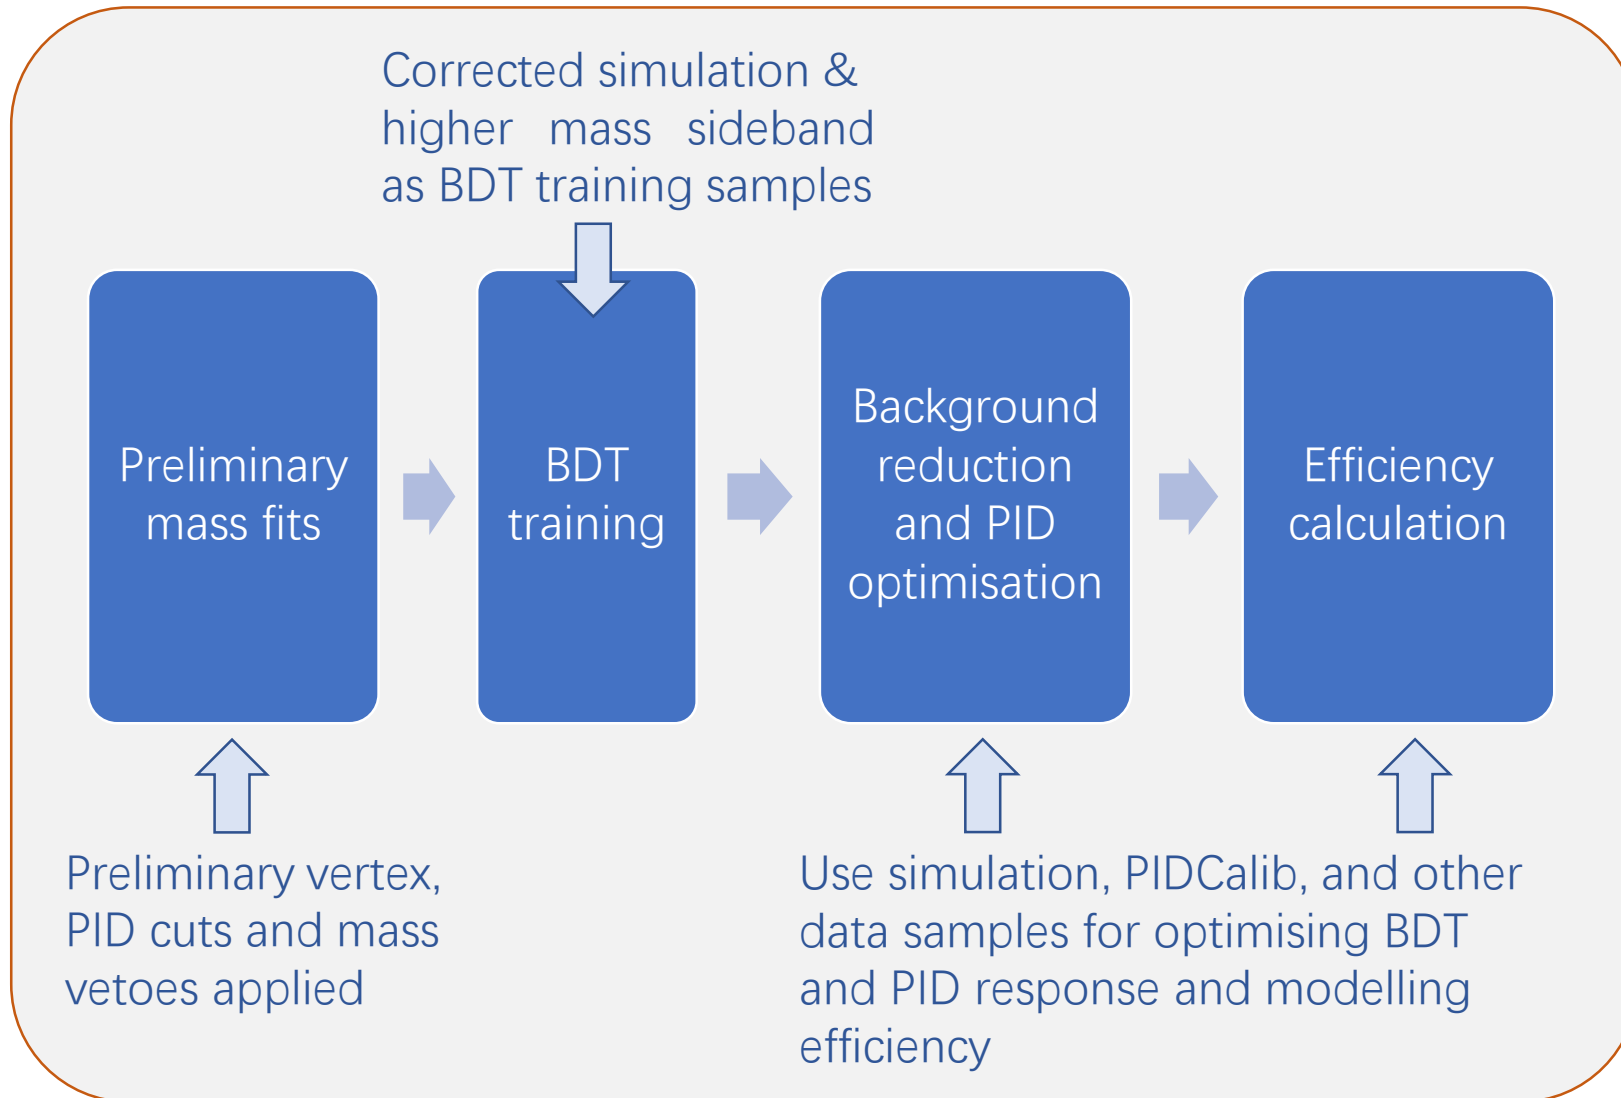 Corrected simulation &
higher mass sideband
as BDT training samples
Preliminary
mass fits
BDT
training
Background
reduction
and PID
optimisation
Efficiency
calculation
Preliminary vertex,
PID cuts and mass
vetoes applied
Use simulation, PIDCalib, and other
data samples for optimising BDT
and PID response and modelling
efficiency